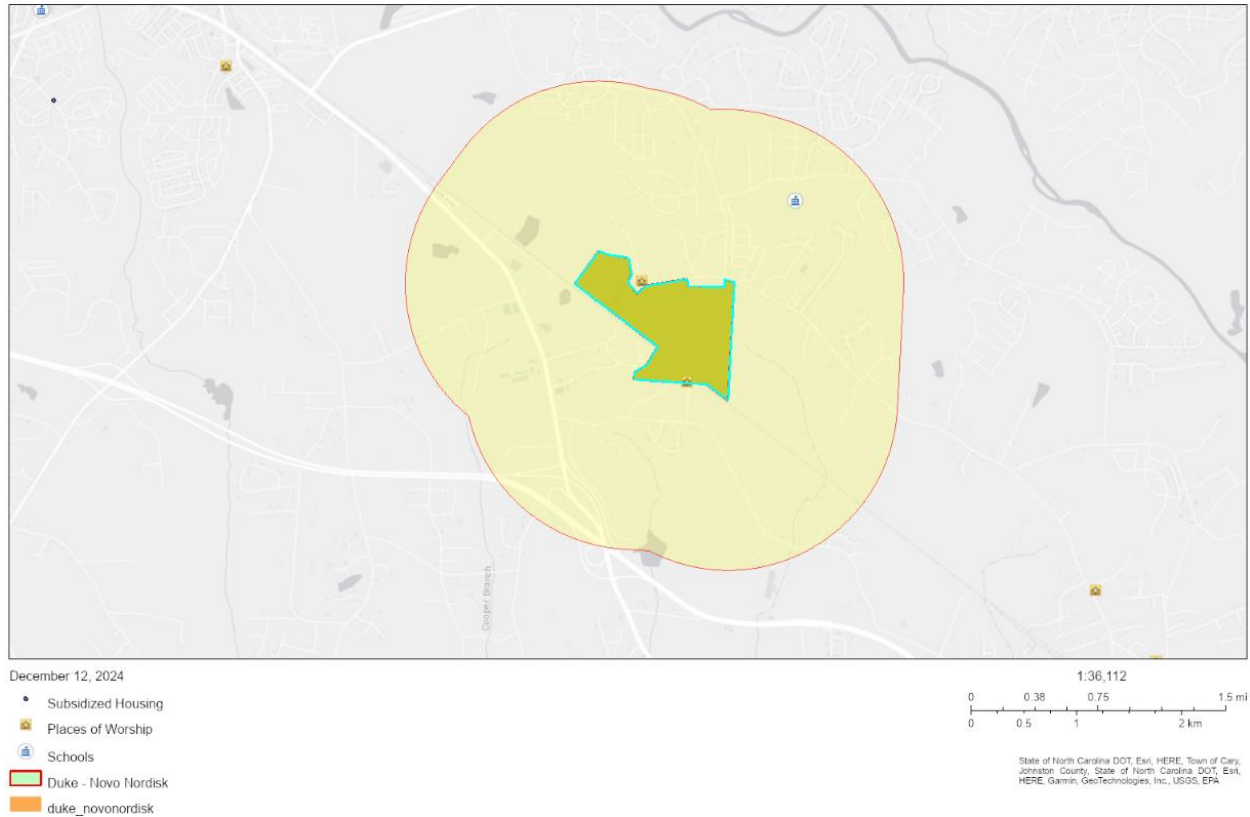 Cooper Branch
December 12, 2024
Subsidized Housing
Places of Worship
Schools
Duke - Novo Nordisk
duke_novonordisk
1:36,112
0 0.38 0.75 1.5 mi
0 0.5 1 2 km
State of North Carolina DOT, Esri, HERE, Town of Cary,
Johnston County, State of North Carolina DOT, Esri,
HERE, Garmin, GeoTechnologies, Inc., USGS, EPA